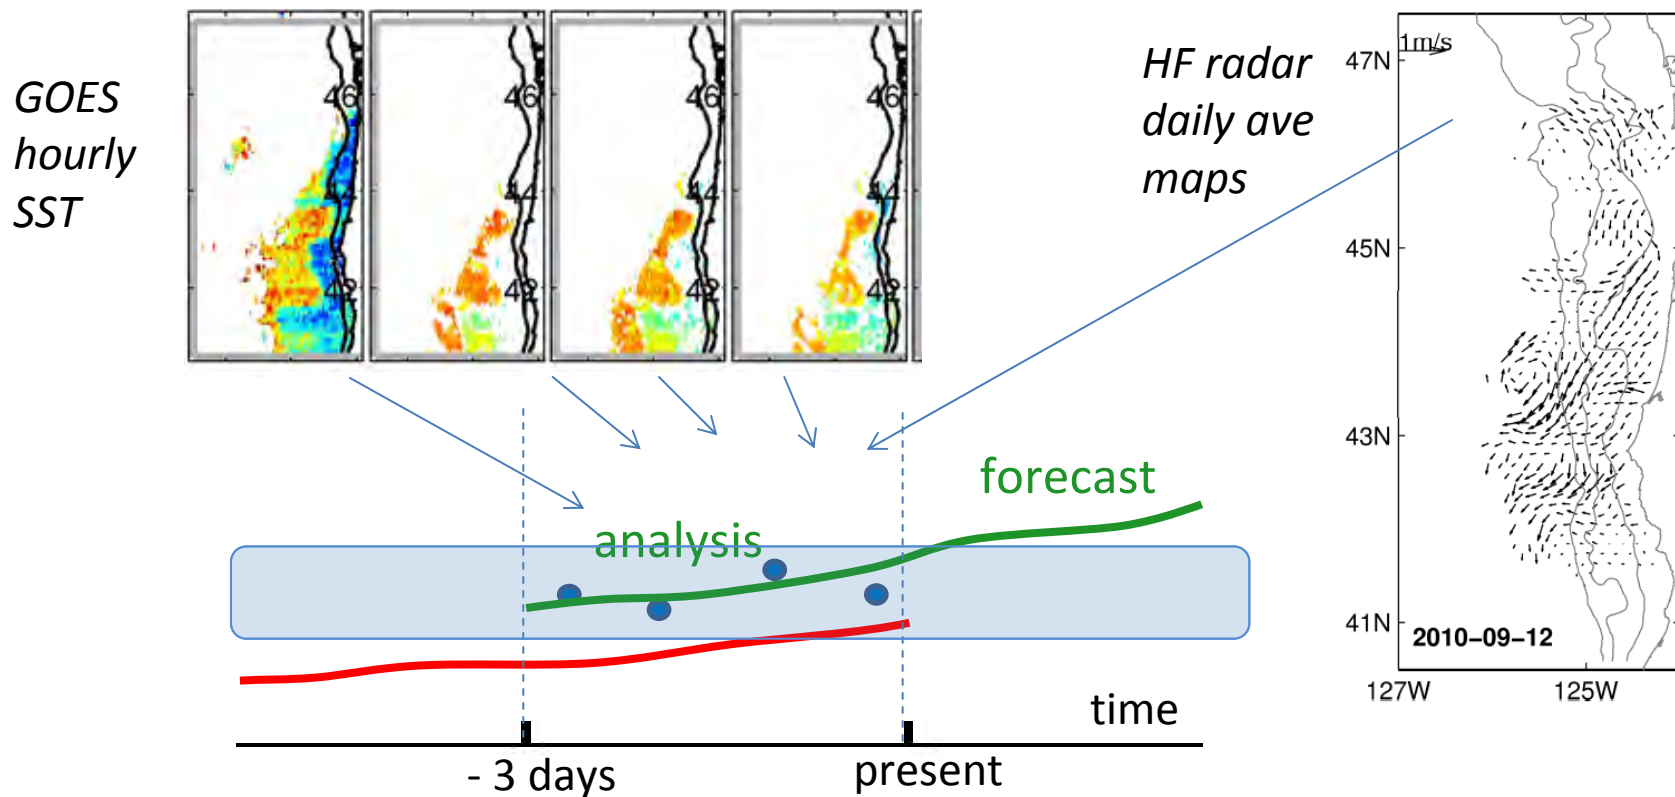 GOES
hourly
SST
46
44
42
46
44
42
46
44
42
46
44
42
HF radar
daily ave
maps
1m/s
47N
45N
43N
41N
2010-09-12
127W
125W
forecast
analysis
time
- 3 days
present